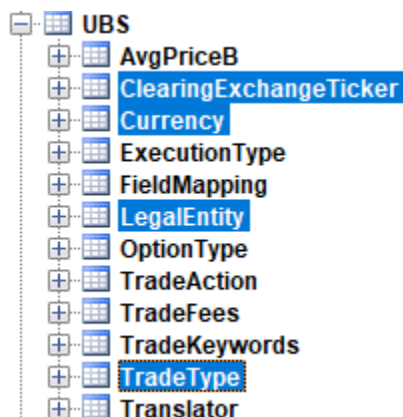 UBS
AvgPriceB
ClearingExchangeTicker
Currency
ExecutionType
FieldMapping
LegalEntity
OptionType
TradeAction
TradeFees
TradeKeywords
TradeType
Translator